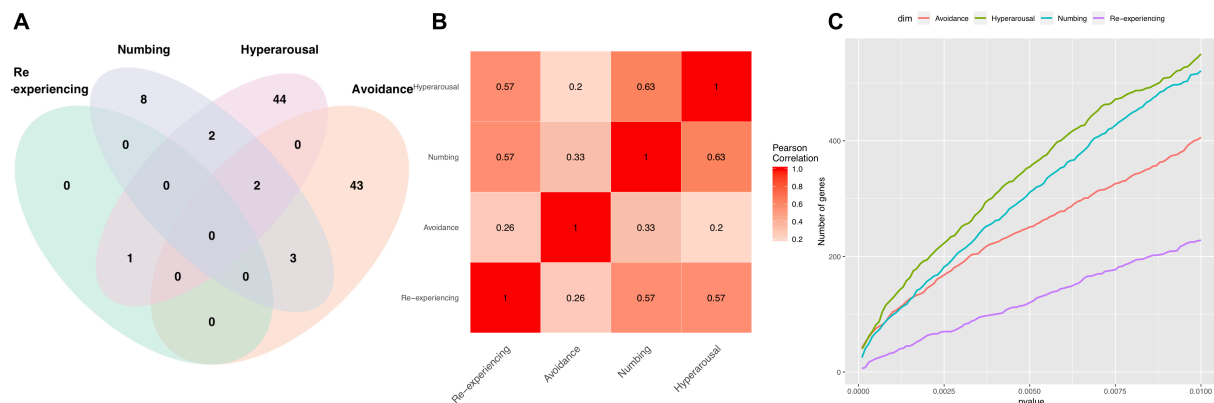 A
Numbing
Hyperarousal
Re
-experiencing
Avoidance
8
44
2
0
0
0
0
2
43
0
1
0
0
3
0
B
Hyperarousal
0.57
0.2
0.63
1
Numbing
0.57
0.33
1
0.63
Avoidance
0.26
1
0.33
0.2
Re−experiencing
1
0.26
0.57
0.57
Re−experiencing
Avoidance
Numbing
Hyperarousal
Pearson
Correlation
1.0
0.8
0.6
0.4
0.2
C
dim Avoidance Hyperarousal Numbing Re−experiencing
Number of genes
400
200
0
0.0000 0.0025 0.0050 0.0075 0.0100
pvalue